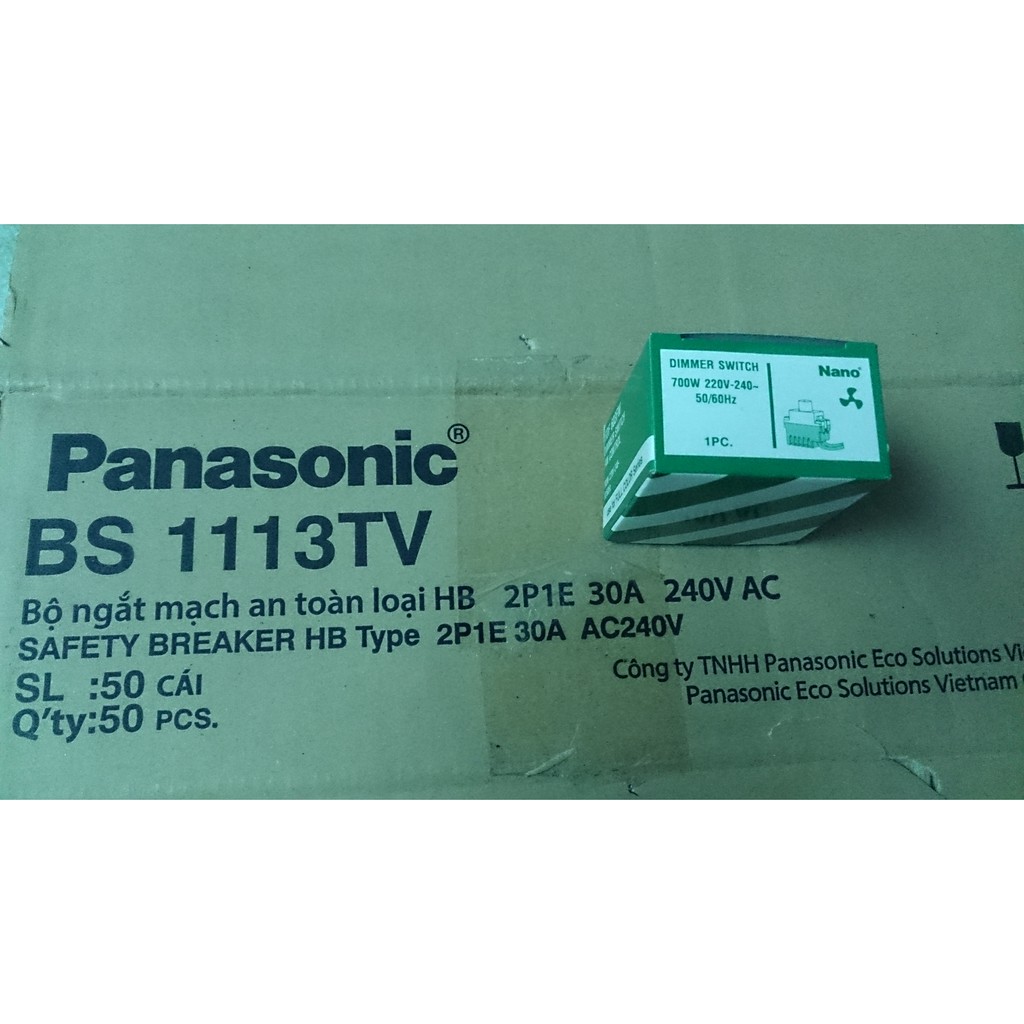 DIMMER SWITCH
700W 220V-240~
50/60Hz
1PC.
Nano®
Panasonic®
BS 1113TV
Bộ ngắt mạch an toàn loại HB 2P1E 30A 240V AC
SAFETY BREAKER HB Type 2P1E 30A AC240V
SL :50 CÁI
Q'ty:50 PCS.
Công ty TNHH Panasonic Eco Solutions Vi
Panasonic Eco Solutions Vietnam